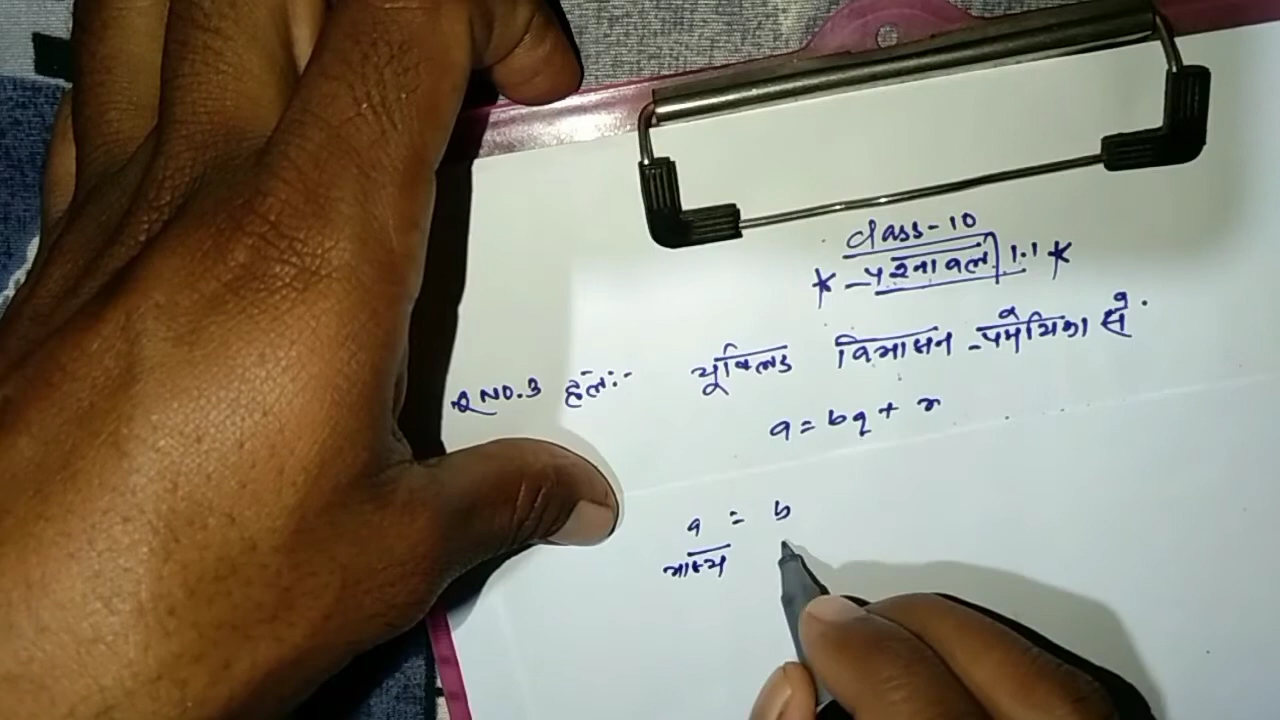 Class-10
* प्रश्नावली 1.1 *
Q NO.3 हल:- यूक्लिड विभाजन प्रमेयिका से
a = bq + r
a = b
भाज्य